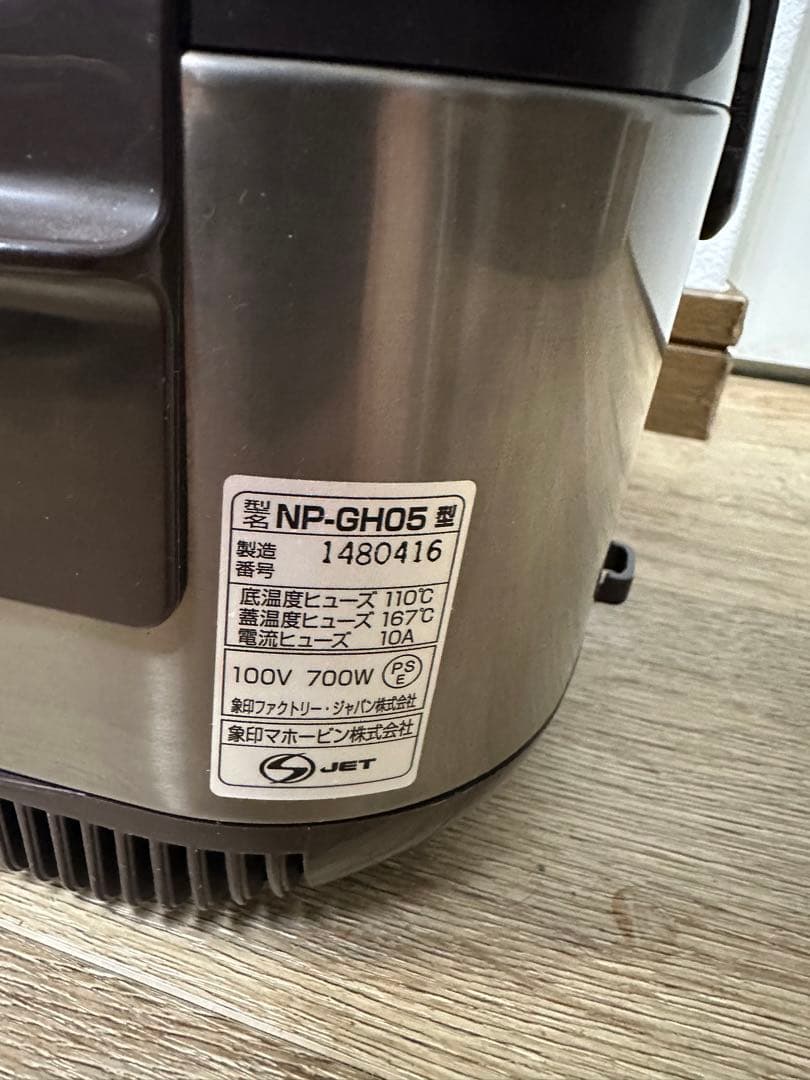 型名 NP-GH05 型
製造番号 1480416
底温度ヒューズ 110℃
蓋温度ヒューズ 167℃
電流ヒューズ 10A
100V 700W PSE
象印ファクトリー・ジャパン株式会社
象印マホービン株式会社
S JET